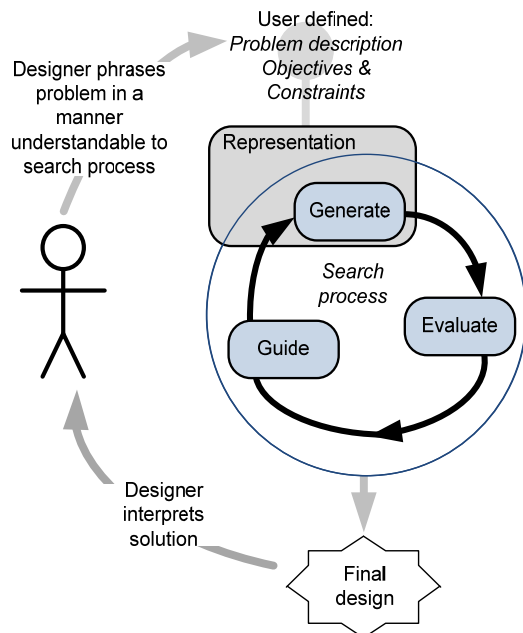 User defined:
Problem description
Objectives &
Constraints
Designer phrases
problem in a
manner
understandable to
search process
Representation
Generate
Search
process
Evaluate
Guide
Designer
interprets
solution
Final
design